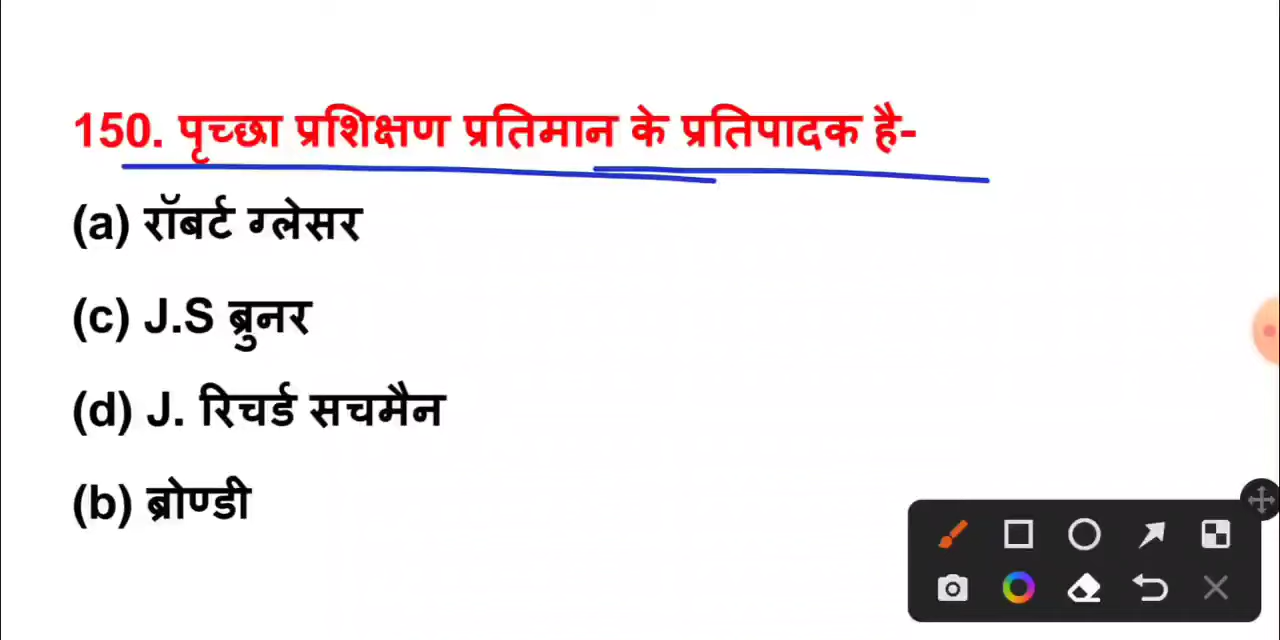 150. पृच्छा प्रशिक्षण प्रतिमान के प्रतिपादक है-
(a) रॉबर्ट ग्लेसर
(c) J.S ब्रुनर
(d) J. रिचर्ड सचमैन
(b) ब्रोण्डी